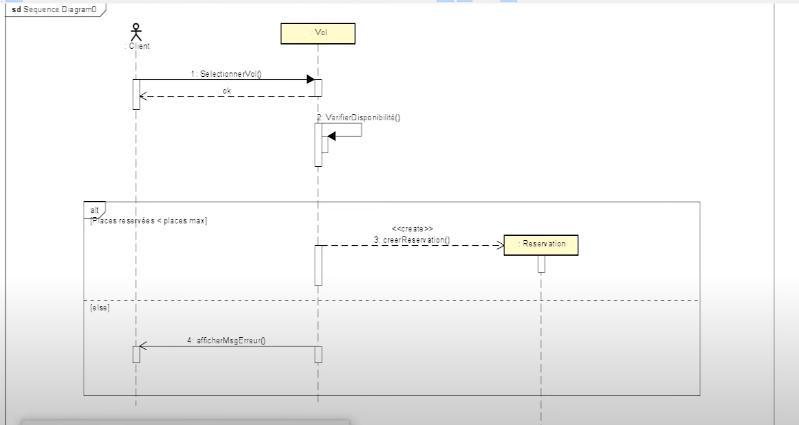 sd Sequence Diagram0
: Client
Vol
1: SelectionnerVol()
ok
2: VerifierDisponibilité()
alt
[Places reservées < places max]
<<create>>
3: creerReservation()
: Reservation
[else]
4: afficherMsgErreur()